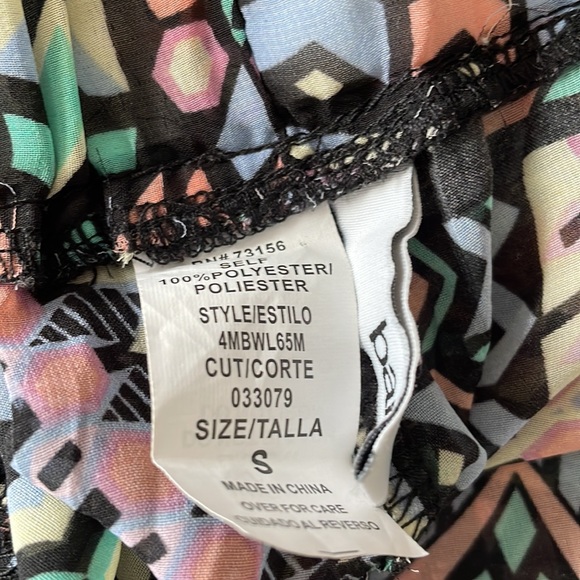 RN# 73156
SELF
100%POLYESTER/
POLIESTER
STYLE/ESTILO
4MBWL65M
CUT/CORTE
033079
SIZE/TALLA
S
MADE IN CHINA
OVER FOR CARE
CUIDADO AL REVERSO